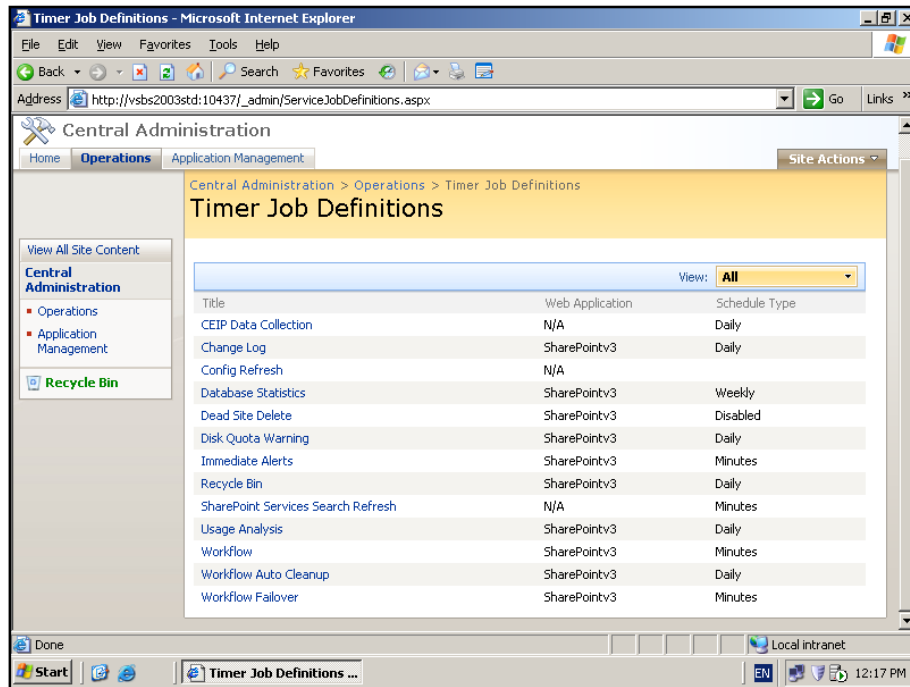 Timer Job Definitions - Microsoft Internet Explorer
File Edit View Favorites Tools Help
Back Search Favorites
Address http://vsbs2003std:10437/_admin/ServiceJobDefinitions.aspx Go Links »
Central Administration
Home Operations Application Management Site Actions
Central Administration > Operations > Timer Job Definitions
Timer Job Definitions
View All Site Content
Central
Administration
Operations
Application
Management
Recycle Bin
View: All
Title Web Application Schedule Type
CEIP Data Collection N/A Daily
Change Log SharePointv3 Daily
Config Refresh N/A
Database Statistics SharePointv3 Weekly
Dead Site Delete SharePointv3 Disabled
Disk Quota Warning SharePointv3 Daily
Immediate Alerts SharePointv3 Minutes
Recycle Bin SharePointv3 Daily
SharePoint Services Search Refresh N/A Minutes
Usage Analysis SharePointv3 Daily
Workflow SharePointv3 Minutes
Workflow Auto Cleanup SharePointv3 Daily
Workflow Failover SharePointv3 Minutes
Done Local intranet
Start Timer Job Definitions ... EN 12:17 PM